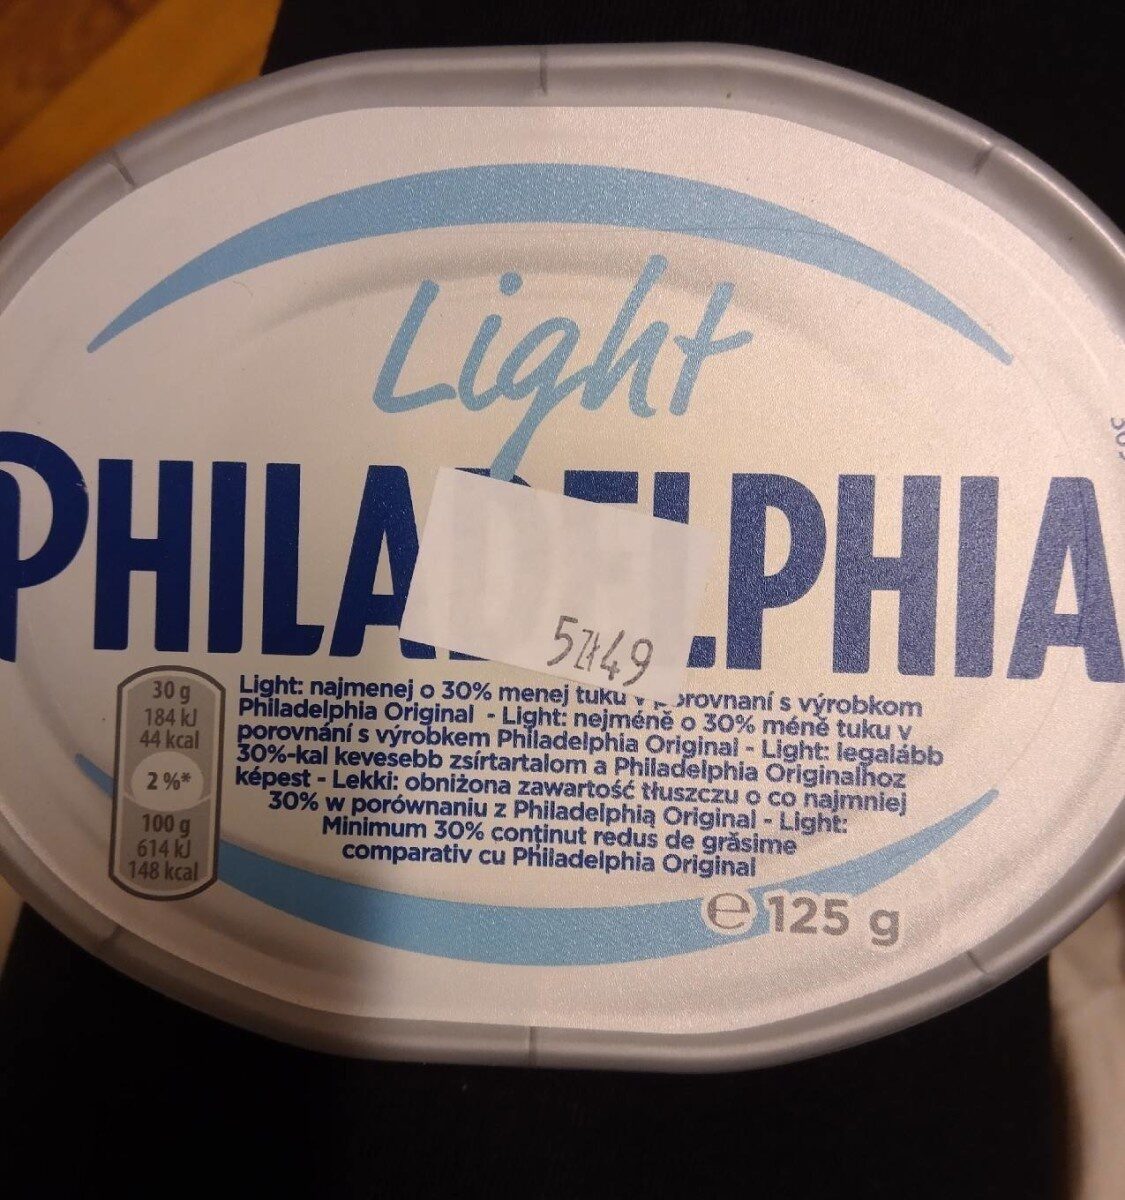 Light
PHILADELPHIA
5zł49
30 g
184 kJ
44 kcal
2 %*
100 g
614 kJ
148 kcal
Light: najmenej o 30% menej tuku v porovnaní s výrobkom
Philadelphia Original - Light: nejméně o 30% méně tuku v
porovnání s výrobkem Philadelphia Original - Light: legalább
30%-kal kevesebb zsírtartalom a Philadelphia Originalhoz
képest - Lekki: obniżona zawartość tłuszczu o co najmniej
30% w porównaniu z Philadelphią Original - Light:
Minimum 30% conținut redus de grăsime
comparativ cu Philadelphia Original
e 125 g